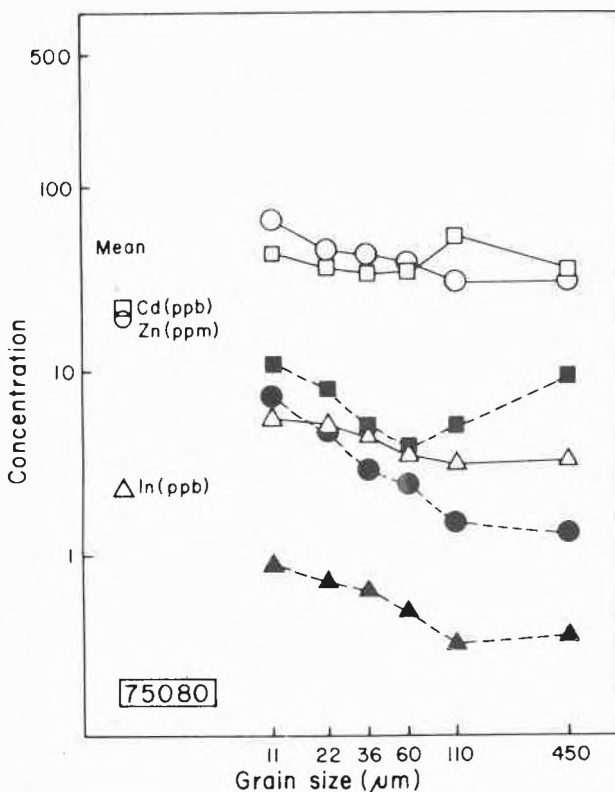 500
100
Mean
Cd(ppb)
Zn(ppm)
10
In(ppb)
1
Concentration
75080
11 22 36 60 110 450
Grain size (μm)